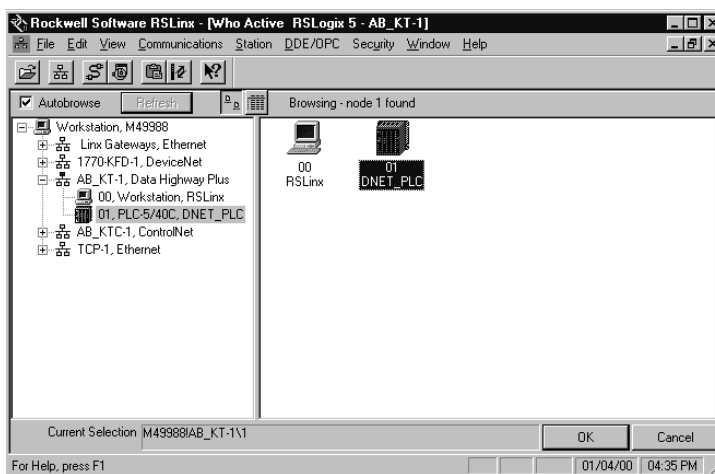 Rockwell Software RSLinx - [Who Active RSLogix 5 - AB_KT-1]
File Edit View Communications Station DDE/OPC Security Window Help
Autobrowse Refresh Browsing - node 1 found
Workstation, M49988
Linx Gateways, Ethernet
1770-KFD-1, DeviceNet
AB_KT-1, Data Highway Plus
00, Workstation, RSLinx
01, PLC-5/40C, DNET_PLC
AB_KTC-1, ControlNet
TCP-1, Ethernet
00
RSLinx
01
DNET_PLC
Current Selection M49988!AB_KT-1\1
OK Cancel
For Help, press F1 01/04/00 04:35 PM